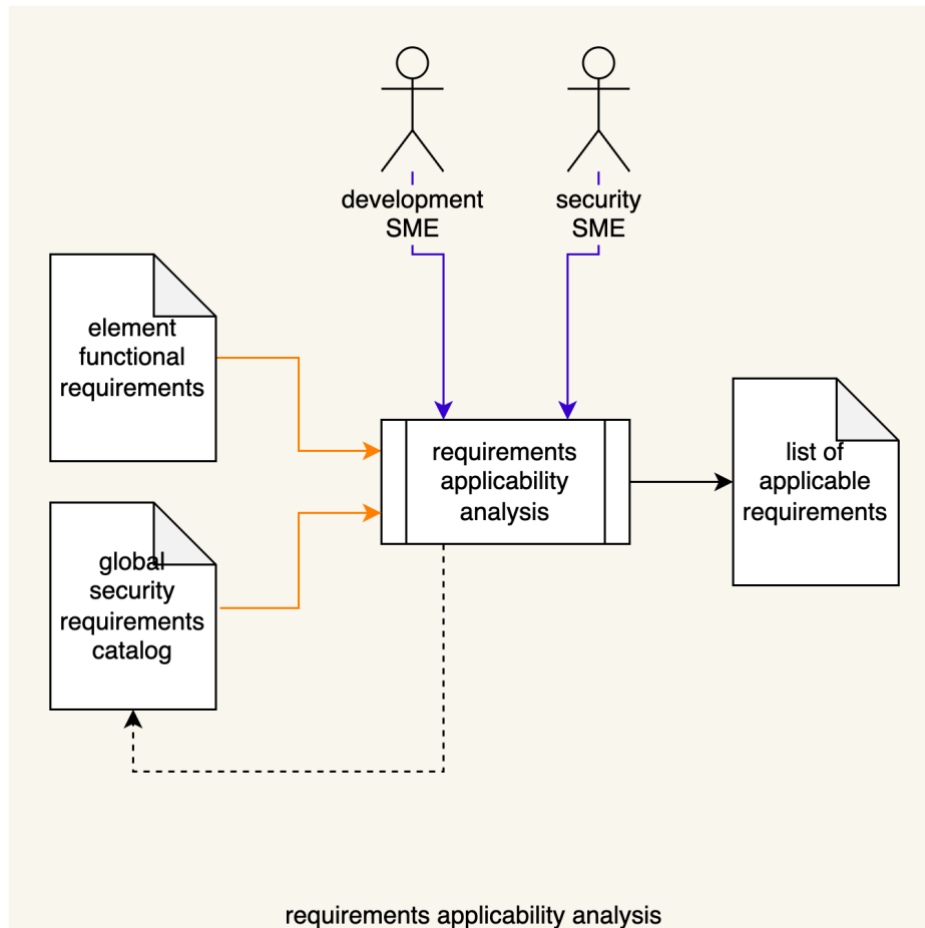 development
SME
security
SME
element
functional
requirements
requirements
applicability
analysis
list of
applicable
requirements
global
security
requirements
catalog
requirements applicability analysis